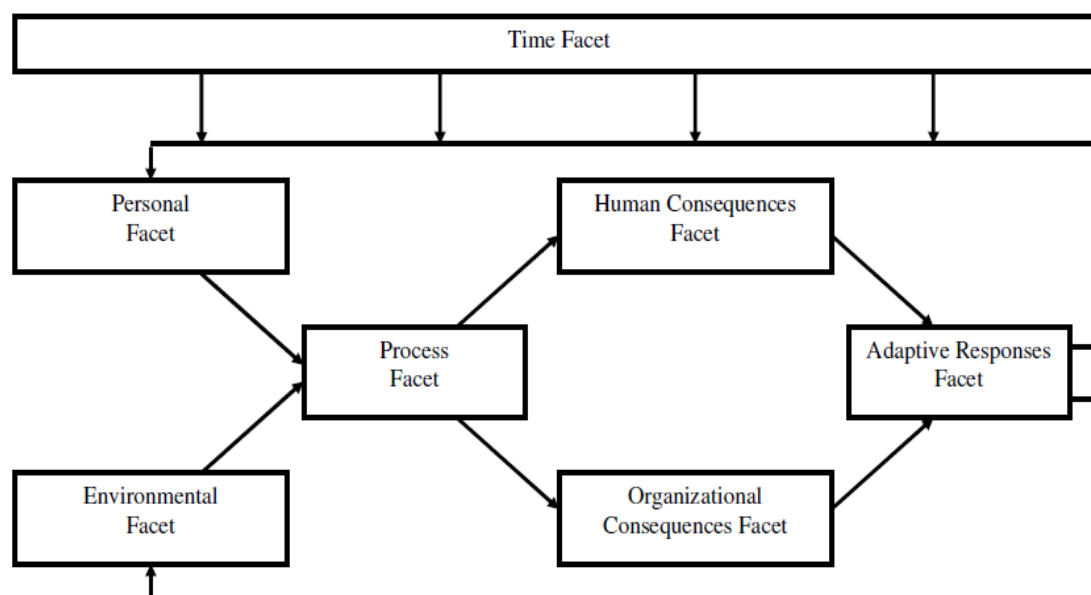 Time Facet
Personal
Facet
Human Consequences
Facet
Process
Facet
Adaptive Responses
Facet
Environmental
Facet
Organizational
Consequences Facet